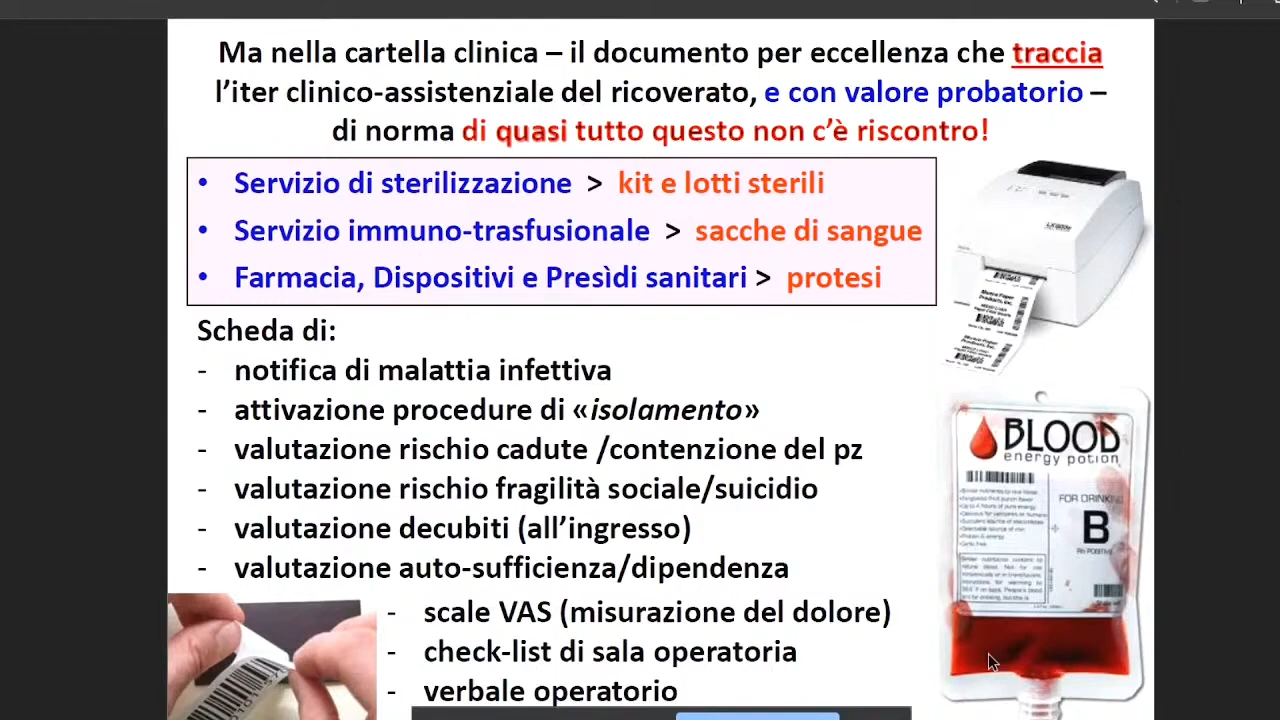 Ma nella cartella clinica – il documento per eccellenza che traccia
l'iter clinico-assistenziale del ricoverato, e con valore probatorio –
di norma di quasi tutto questo non c'è riscontro!
• Servizio di sterilizzazione > kit e lotti sterili
• Servizio immuno-trasfusionale > sacche di sangue
• Farmacia, Dispositivi e Presìdi sanitari > protesi
Scheda di:
- notifica di malattia infettiva
- attivazione procedure di «isolamento»
- valutazione rischio cadute /contenzione del pz
- valutazione rischio fragilità sociale/suicidio
- valutazione decubiti (all'ingresso)
- valutazione auto-sufficienza/dipendenza
- scale VAS (misurazione del dolore)
- check-list di sala operatoria
- verbale operatorio
BLOOD
energy potion
FOR DRINKING
B
Rh POSITIVE